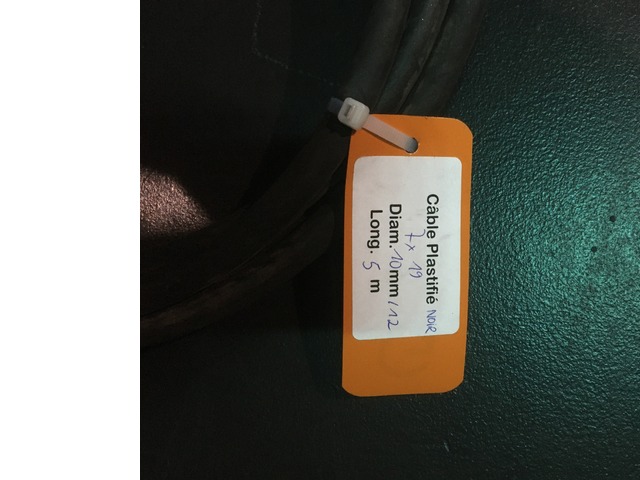 Câble Plastifié NOIR
7 x 19
Diam. 10mm / 12
Long. 5 m